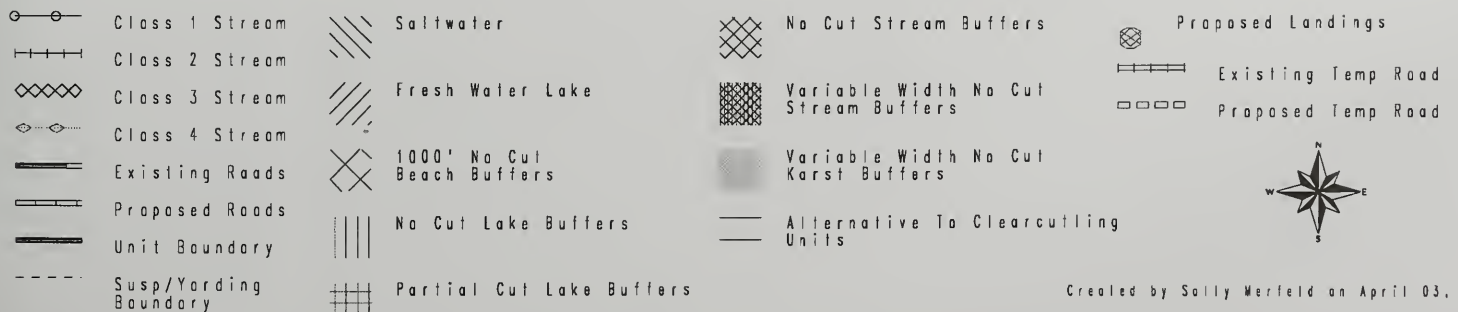 Class 1 Stream
Class 2 Stream
Class 3 Stream
Class 4 Stream
Existing Roads
Proposed Roads
Unit Boundary
Susp/Yarding
Boundary
Saltwater
Fresh Water Lake
1000' No Cut
Beach Buffers
No Cut Lake Buffers
Partial Cut Lake Buffers
No Cut Stream Buffers
Variable Width No Cut
Stream Buffers
Variable Width No Cut
Karst Buffers
Alternative To Clearcutting
Units
Proposed Landings
Existing Temp Road
Proposed Temp Road
N
W E
S
Created by Sally Werfeld on April 03,